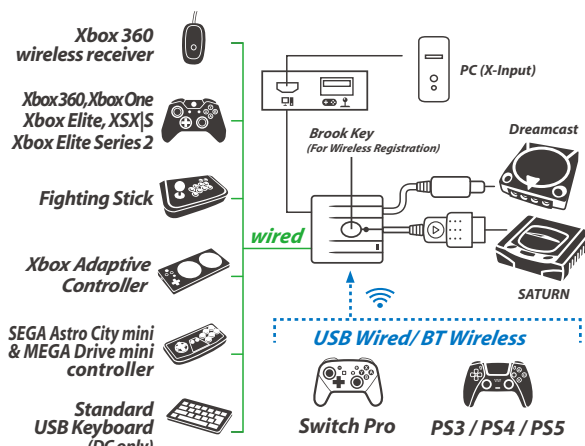 Xbox 360
wireless receiver
Xbox360,XboxOne
Xbox Elite, XSX|S
Xbox Elite Series 2
Fighting Stick
Xbox Adaptive
Controller
SEGA Astro City mini
& MEGA Drive mini
controller
Standard
USB Keyboard
(DC only)
wired
PC (X-Input)
Brook Key
(For Wireless Registration)
Dreamcast
SATURN
USB Wired/ BT Wireless
Switch Pro
PS3 / PS4 / PS5